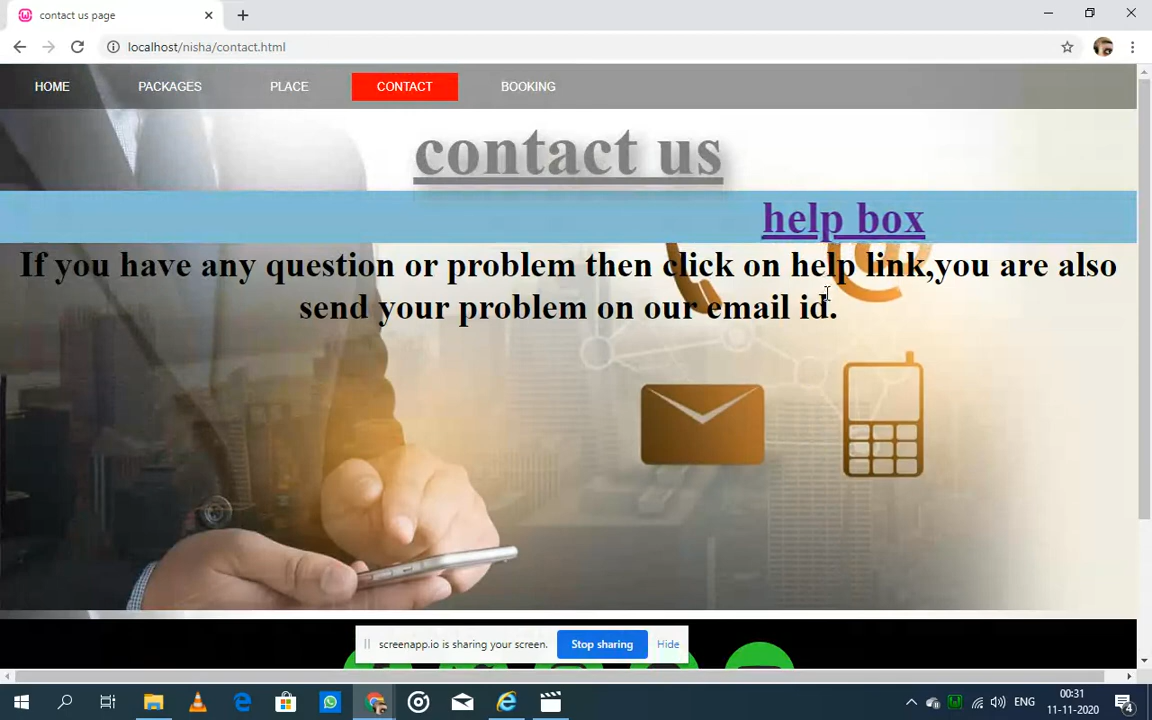 contact us page
localhost/nisha/contact.html
HOME PACKAGES PLACE CONTACT BOOKING
contact us
help box
If you have any question or problem then click on help link,you are also
send your problem on our email id.
screenapp.io is sharing your screen. Stop sharing Hide
ENG
00:31
11-11-2020
4